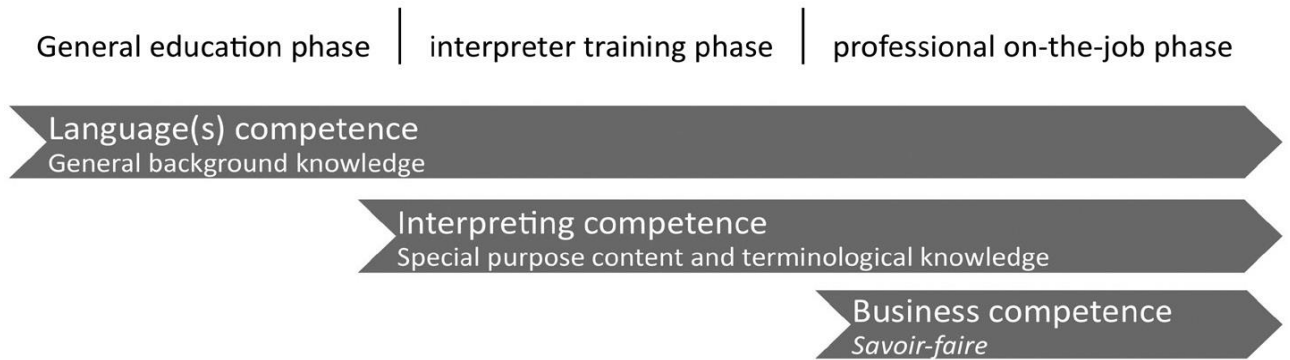 General education phase | interpreter training phase | professional on-the-job phase
Language(s) competence
General background knowledge
Interpreting competence
Special purpose content and terminological knowledge
Business competence
Savoir-faire